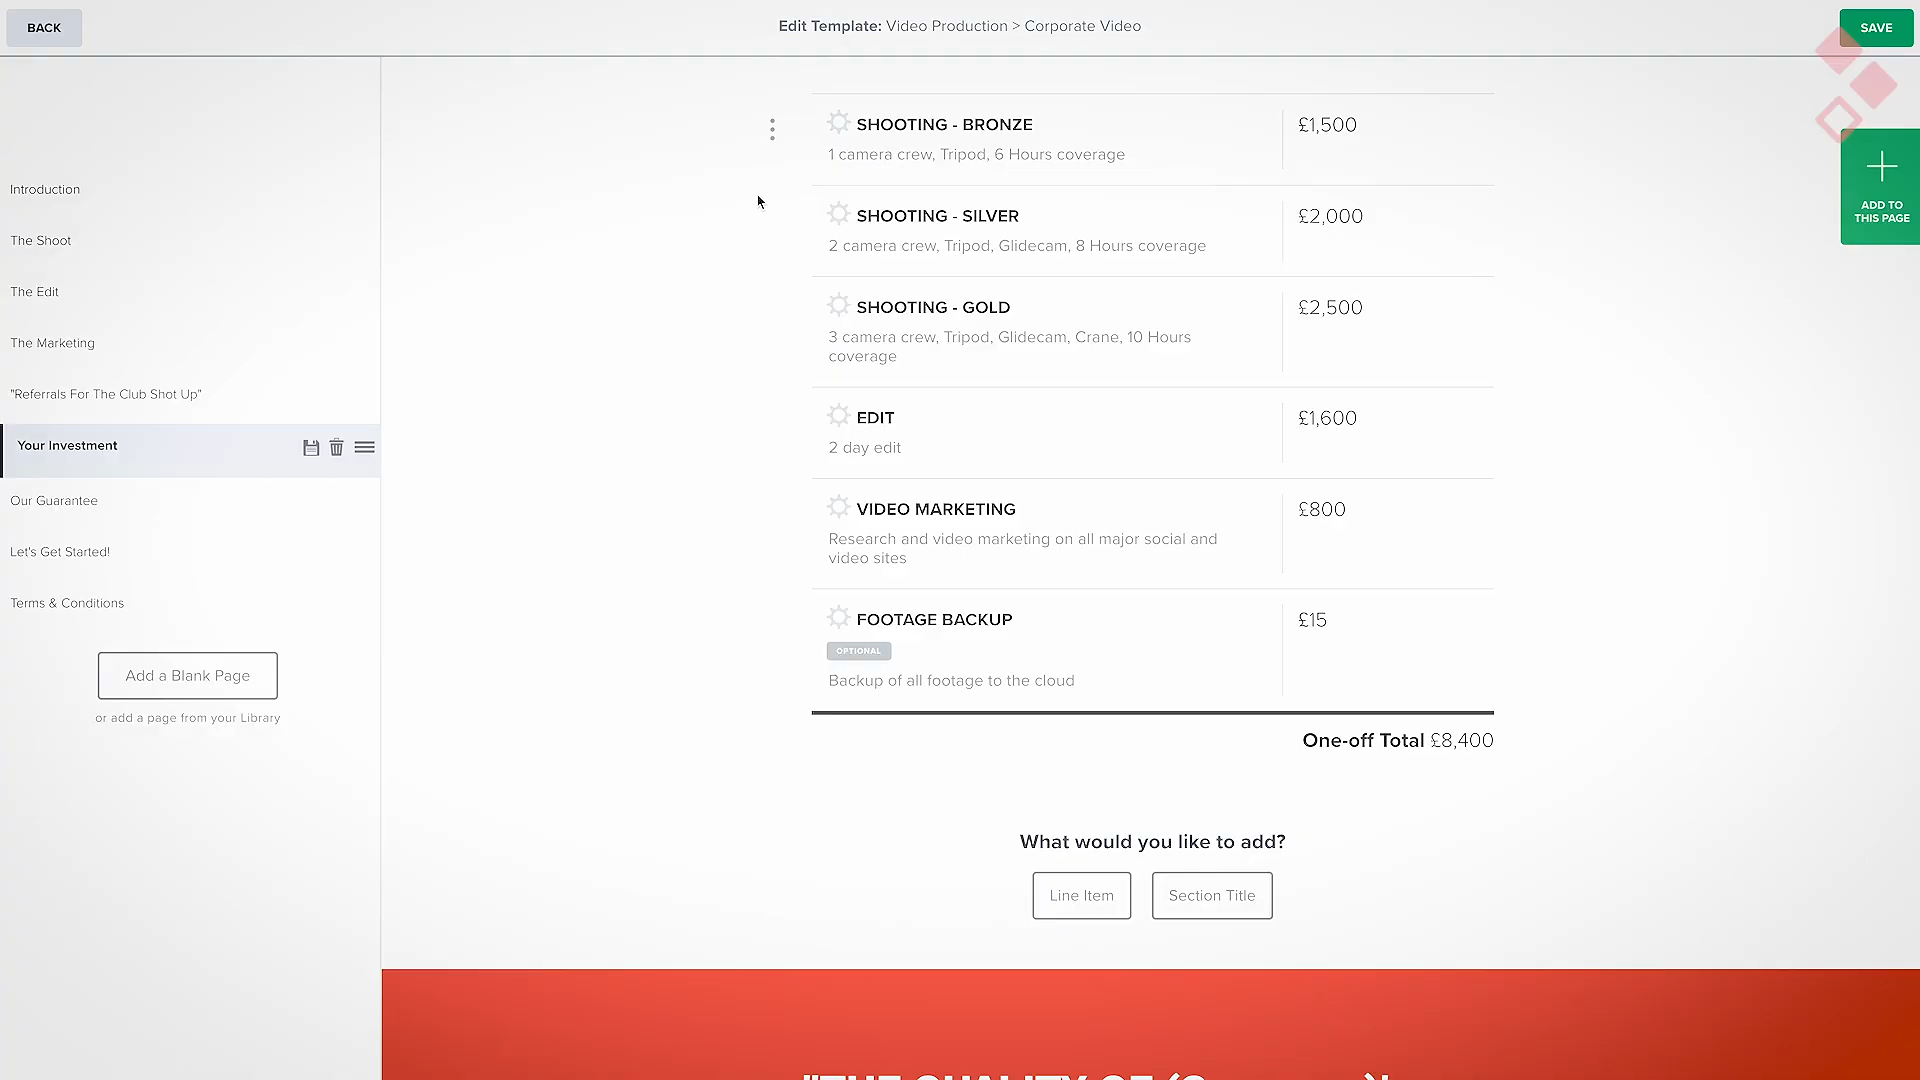 BACK
Edit Template: Video Production > Corporate Video
SAVE
ADD TO
THIS PAGE
Introduction
The Shoot
The Edit
The Marketing
"Referrals For The Club Shot Up"
Your Investment
Our Guarantee
Let's Get Started!
Terms & Conditions
Add a Blank Page
or add a page from your Library
SHOOTING - BRONZE
£1,500
1 camera crew, Tripod, 6 Hours coverage
SHOOTING - SILVER
£2,000
2 camera crew, Tripod, Glidecam, 8 Hours coverage
SHOOTING - GOLD
£2,500
3 camera crew, Tripod, Glidecam, Crane, 10 Hours
coverage
EDIT
£1,600
2 day edit
VIDEO MARKETING
£800
Research and video marketing on all major social and
video sites
FOOTAGE BACKUP
£15
OPTIONAL
Backup of all footage to the cloud
One-off Total £8,400
What would you like to add?
Line Item
Section Title
"THE QUALITY OF